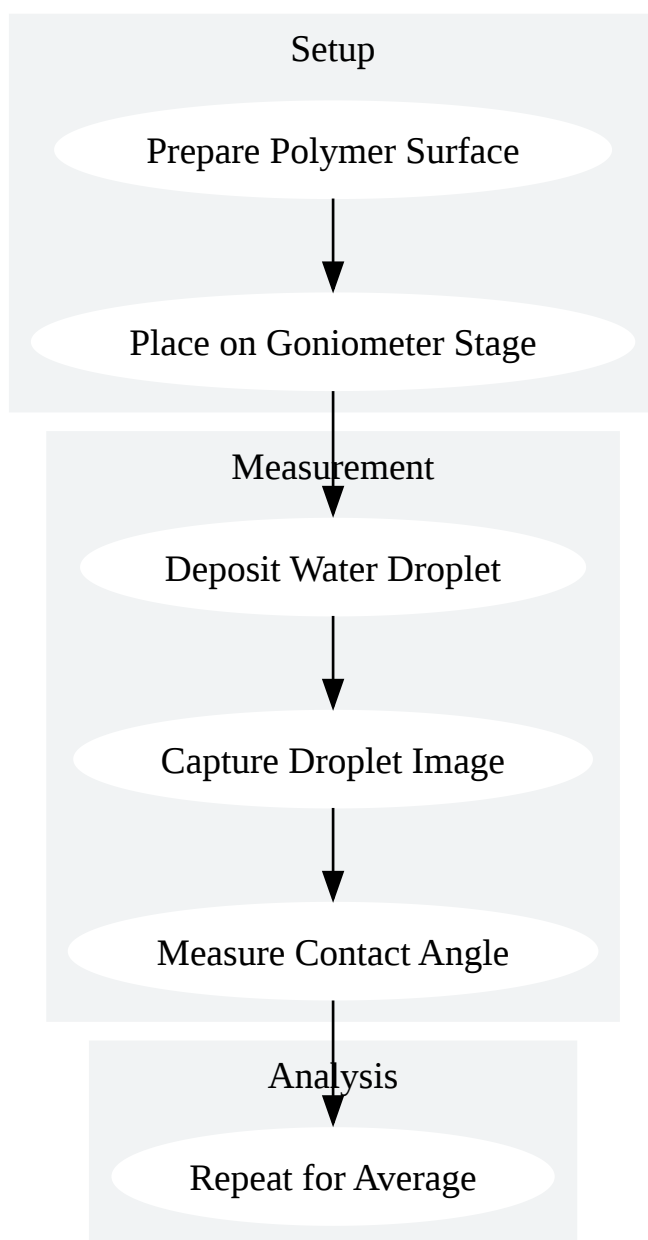 Setup
Prepare Polymer Surface
Place on Goniometer Stage
Measurement
Deposit Water Droplet
Capture Droplet Image
Measure Contact Angle
Analysis
Repeat for Average